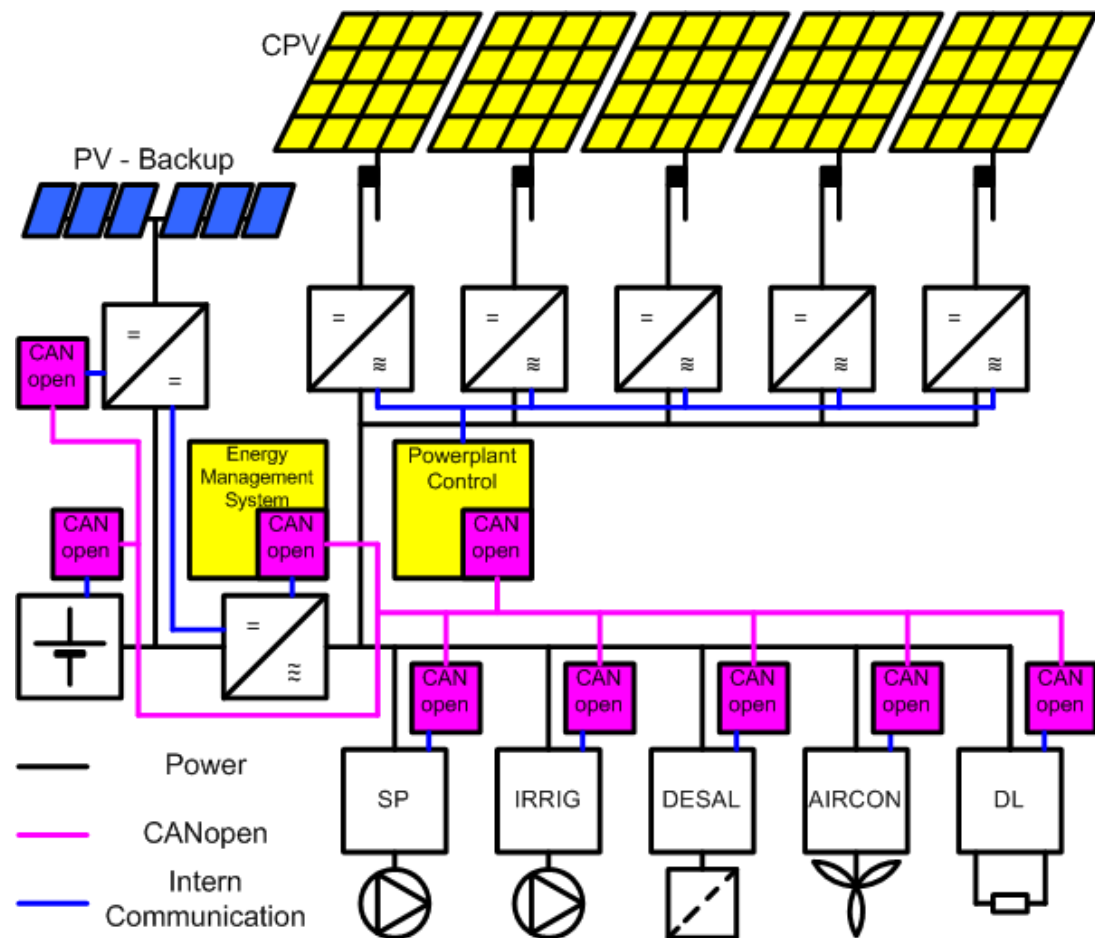 CPV
PV - Backup
=
≈
=
≈
=
≈
=
≈
=
≈
=
=
CAN
open
Energy
Management
System
CAN
open
Powerplant
Control
CAN
open
CAN
open
=
≈
CAN
open
CAN
open
CAN
open
CAN
open
CAN
open
SP
IRRIG
DESAL
AIRCON
DL
Power
CANopen
Intern
Communication